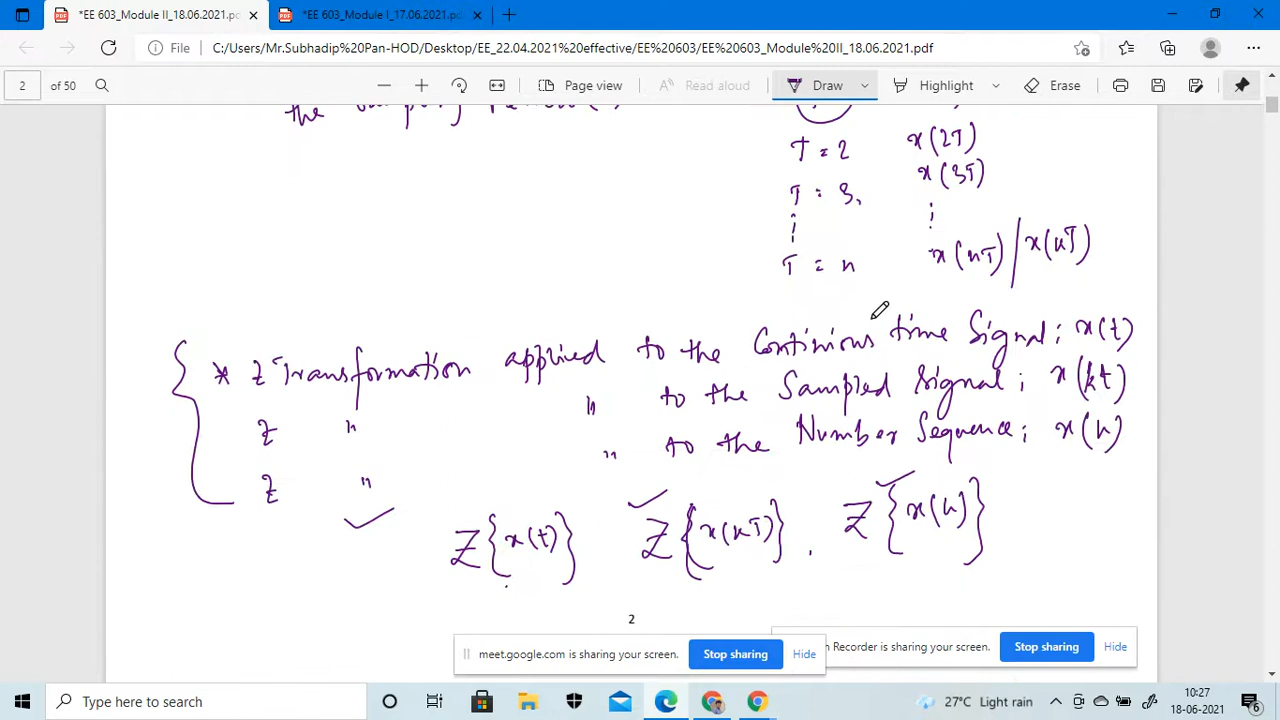 *EE 603_Module II_18.06.2021.pdf
*EE 603_Module I_17.06.2021.pdf
File C:/Users/Mr.Subhadip%20Pan-HOD/Desktop/EE_22.04.2021%20effective/EE%20603/EE%20603_Module%20II_18.06.2021.pdf
2 of 50 Page view Read aloud Draw Highlight Erase
the
x(2T)
T = 2
x(3T)
T = 3,
x(kT)
x(nT)
T = n
* Z Transformation applied to the Continious time Signal; x(t)
Z " " to the Sampled Signal; x(kt)
Z " " to the Number Sequence; x(k)
Z{x(t)} Z{x(kT)}, Z{x(k)}
2
meet.google.com is sharing your screen. Stop sharing Hide
n Recorder is sharing your screen. Stop sharing Hide
Type here to search
27°C Light rain
10:27
18-06-2021
6